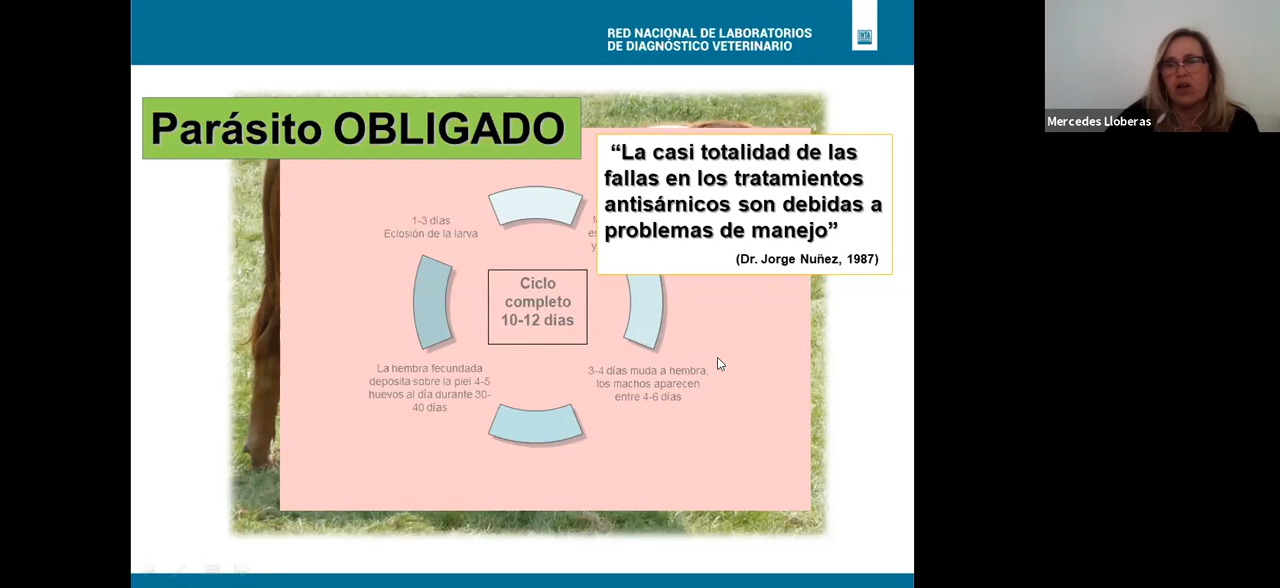 RED NACIONAL DE LABORATORIOS
DE DIAGNÓSTICO VETERINARIO
INTA
Mercedes Lloberas
Parásito OBLIGADO
“La casi totalidad de las
fallas en los tratamientos
antisárnicos son debidas a
problemas de manejo”
(Dr. Jorge Nuñez, 1987)
1-3 días
Eclosión de la larva
Ciclo
completo
10-12 días
La hembra fecundada
deposita sobre la piel 4-5
huevos al día durante 30-
40 días
3-4 días muda a hembra,
los machos aparecen
entre 4-6 días